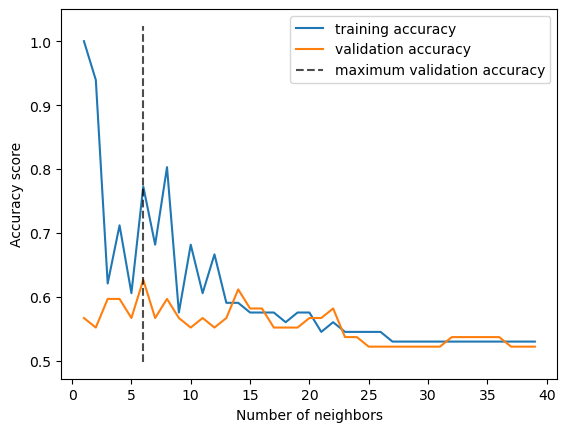 training accuracy
validation accuracy
maximum validation accuracy
1.0
0.9
0.8
0.7
0.6
0.5
Accuracy score
0 5 10 15 20 25 30 35 40
Number of neighbors